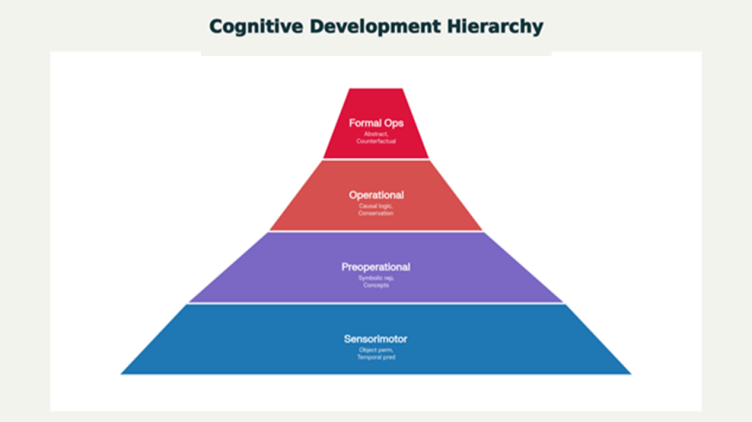 Cognitive Development Hierarchy
Formal Ops
Abstract,
Counterfactual
Operational
Causal logic,
Conservation
Preoperational
Symbolic rep,
Concepts
Sensorimotor
Object perm,
Temporal pred